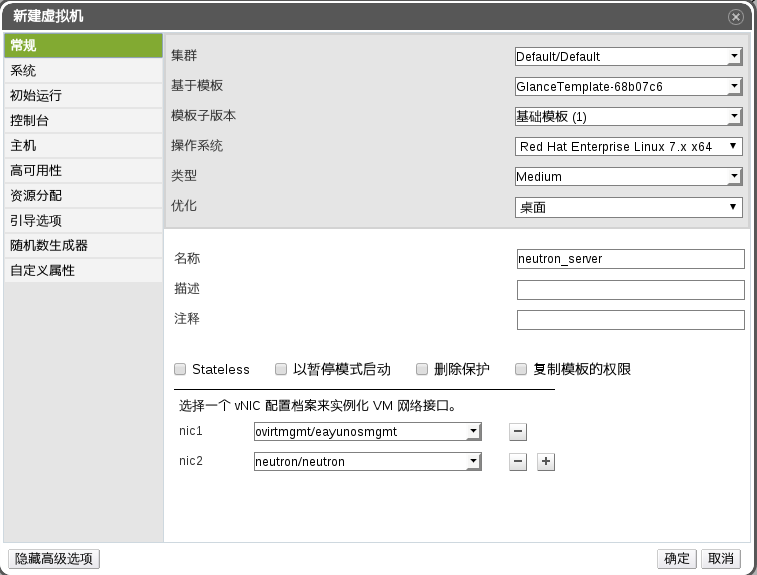 新建虚拟机
常规
系统
初始运行
控制台
主机
高可用性
资源分配
引导选项
随机数生成器
自定义属性
集群 Default/Default
基于模板 GlanceTemplate-68b07c6
模板子版本 基础模板 (1)
操作系统 Red Hat Enterprise Linux 7.x x64
类型 Medium
优化 桌面
名称 neutron_server
描述
注释
Stateless 以暂停模式启动 删除保护 复制模板的权限
选择一个 vNIC 配置档案来实例化 VM 网络接口。
nic1 ovirtmgmt/eayunosmgmt
nic2 neutron/neutron
隐藏高级选项 确定 取消